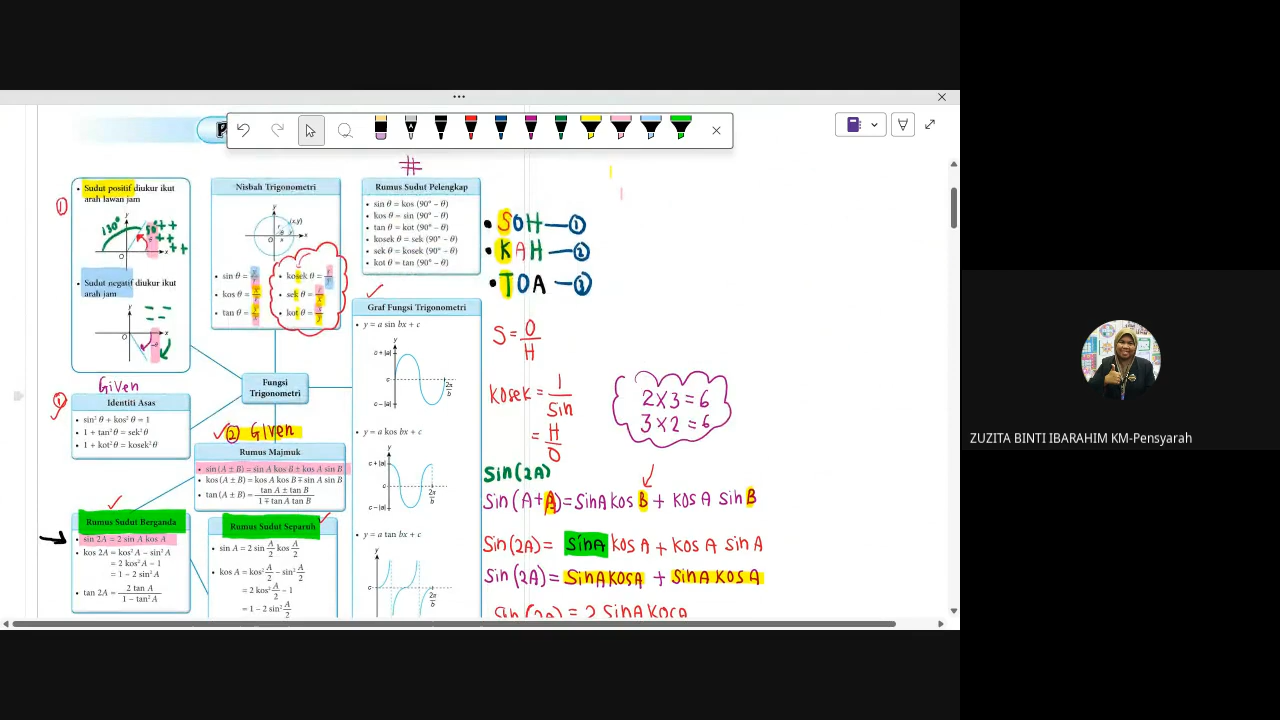 Sudut positif diukur ikut
arah lawan jam
130°
y
O
x
Sudut negatif diukur ikut
arah jam
y
O
x
-θ
Nisbah Trigonometri
y
(x, y)
r
y
θ
O
x
x
• sin θ = y/r
• kos θ = x/r
• tan θ = y/x
• kosek θ = r/y
• sek θ = r/x
• kot θ = x/y
#
Rumus Sudut Pelengkap
• sin θ = kos (90° − θ)
• kos θ = sin (90° − θ)
• tan θ = kot (90° − θ)
• kosek θ = sek (90° − θ)
• sek θ = kosek (90° − θ)
• kot θ = tan (90° − θ)
• SOH — ①
• KAH — ②
• TOA — ③
S = O/H
kosek = 1/sin
= H/O
2 × 3 = 6
3 × 2 = 6
Given
①
Identiti Asas
• sin² θ + kos² θ = 1
• 1 + tan² θ = sek² θ
• 1 + kot² θ = kosek² θ
Fungsi
Trigonometri
② Given
Rumus Majmuk
• sin (A ± B) = sin A kos B ± kos A sin B
• kos (A ± B) = kos A kos B ∓ sin A sin B
• tan (A ± B) = (tan A ± tan B)/(1 ∓ tan A tan B)
Rumus Sudut Berganda
• sin 2A = 2 sin A kos A
• kos 2A = kos² A − sin² A
= 2 kos² A − 1
= 1 − 2 sin² A
• tan 2A = 2 tan A/(1 − tan² A)
Rumus Sudut Separuh
• sin A = 2 sin A/2 kos A/2
• kos A = kos² A/2 − sin² A/2
= 2 kos² A/2 − 1
= 1 − 2 sin² A/2
Graf Fungsi Trigonometri
• y = a sin bx + c
y
c + |a|
c
c − |a|
2π/b
• y = a kos bx + c
y
c + |a|
c
c − |a|
2π/b
• y = a tan bx + c
y
c
2π/b
sin(2A)
sin(A+A) = sinA kos B + kos A sin B
sin(2A) = sinA kos A + kos A sin A
sin(2A) = sinA kosA + sinA kosA
sin(2A) = 2 sinA kosA
ZUZITA BINTI IBARAHIM KM-Pensyarah